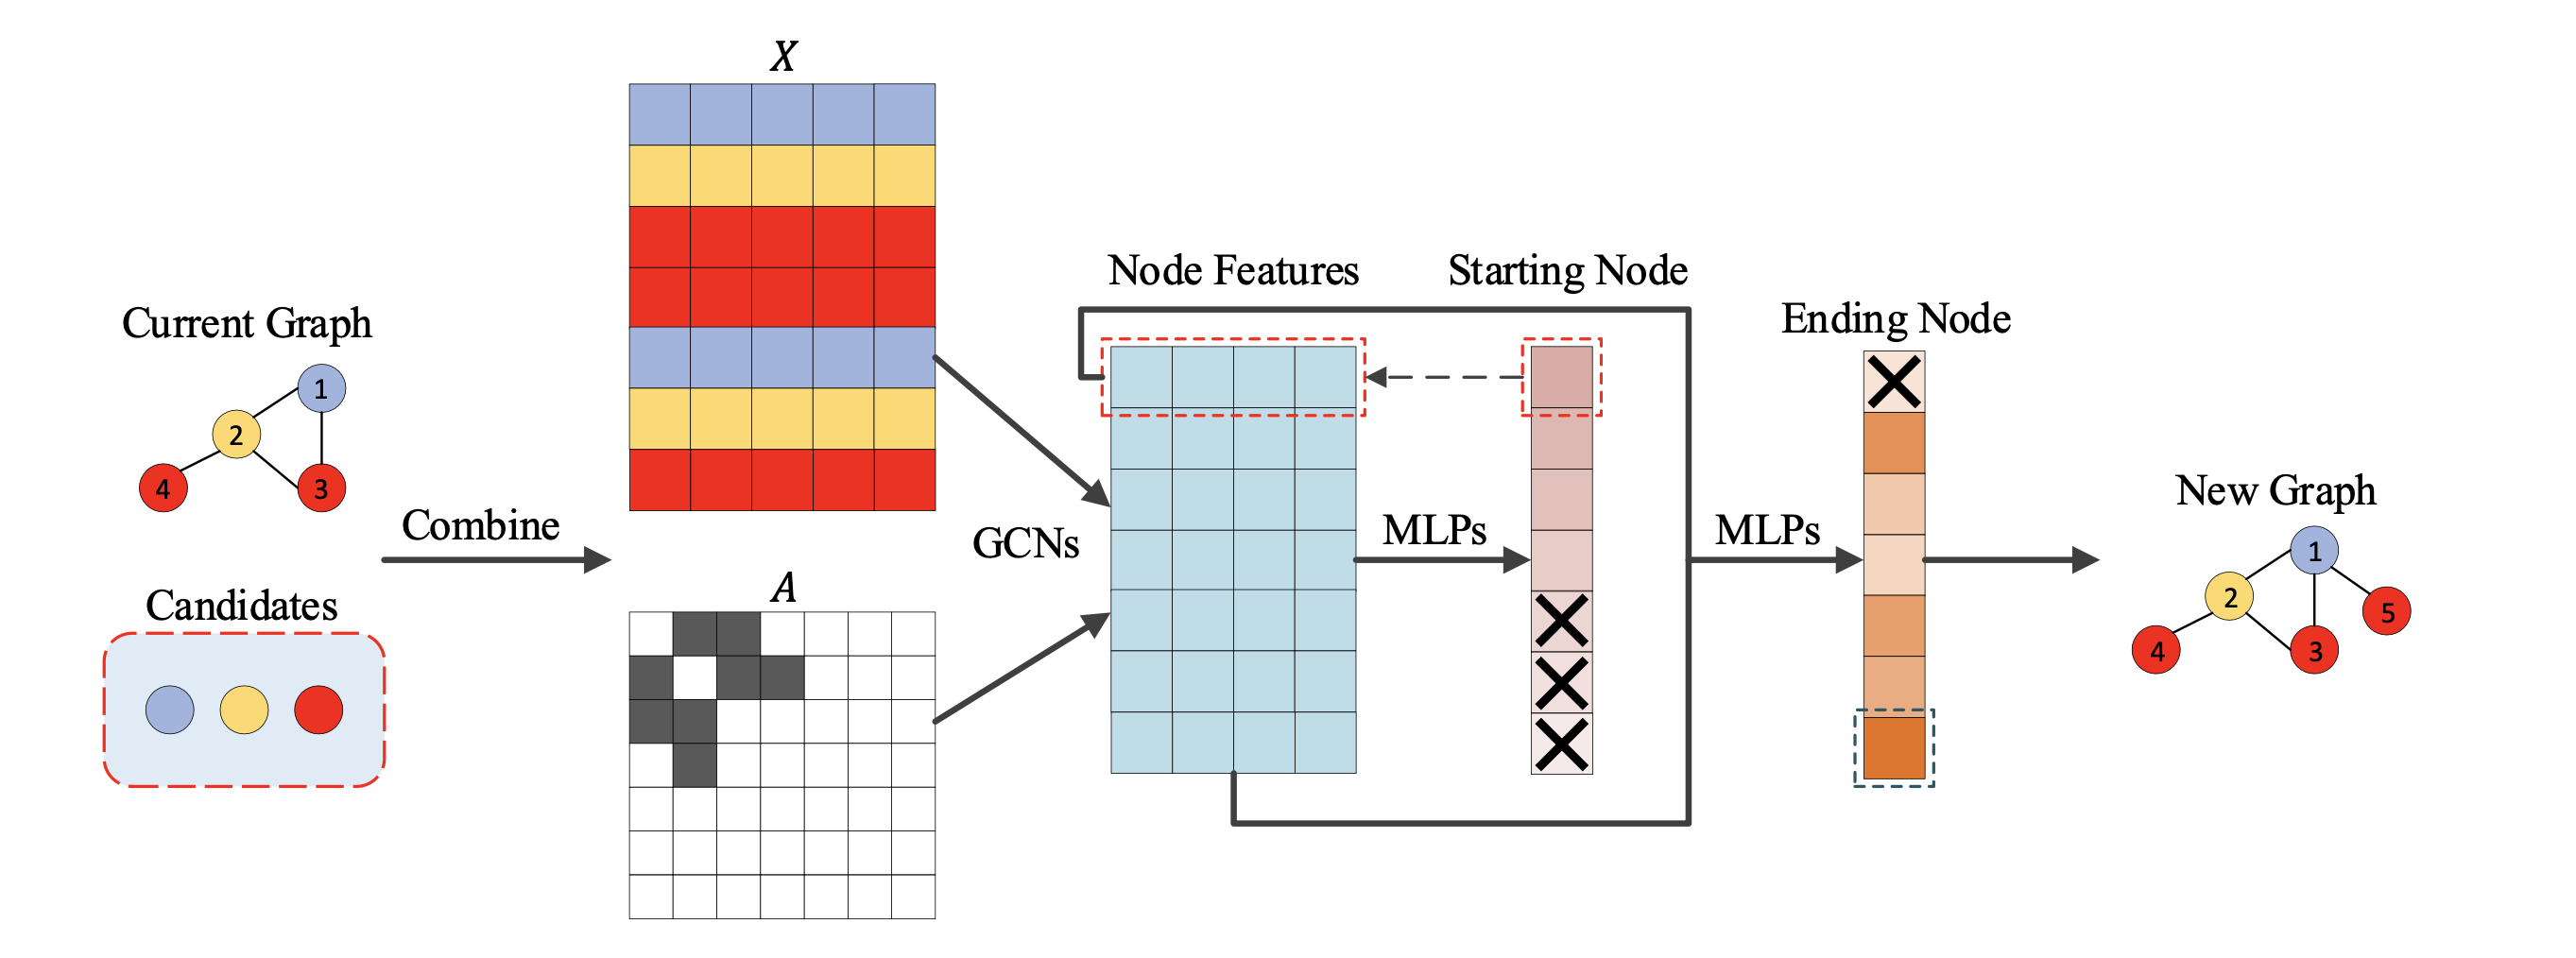 X
Node Features
Starting Node
Ending Node
Current Graph
1
2
4
3
Combine
GCNs
MLPs
MLPs
New Graph
1
2
5
4
3
A
Candidates